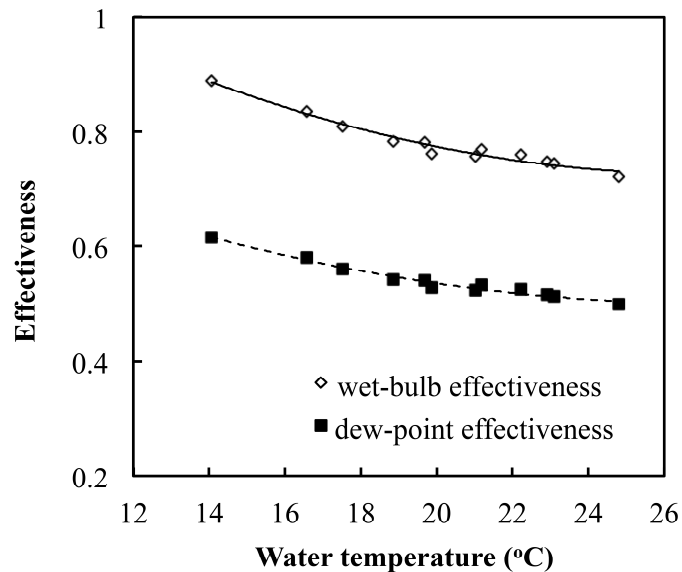 1
0.8
0.6
0.4
0.2
Effectiveness
wet-bulb effectiveness
dew-point effectiveness
12 14 16 18 20 22 24 26
Water temperature (°C)